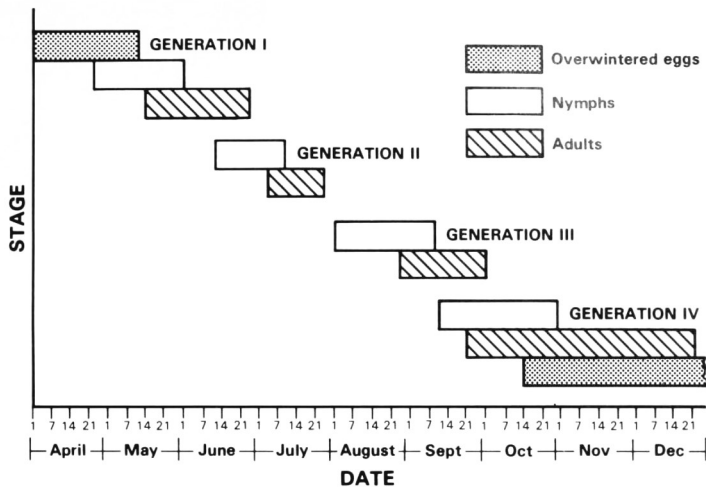 GENERATION I
Overwintered eggs
Nymphs
Adults
GENERATION II
GENERATION III
GENERATION IV
STAGE
7 14 21 7 14 21 7 14 21 7 14 21 7 14 21 7 14 21 7 14 21 7 14 21 7 14 21
1 1 1 1 1 1 1 1 1
April May June July August Sept Oct Nov Dec
DATE